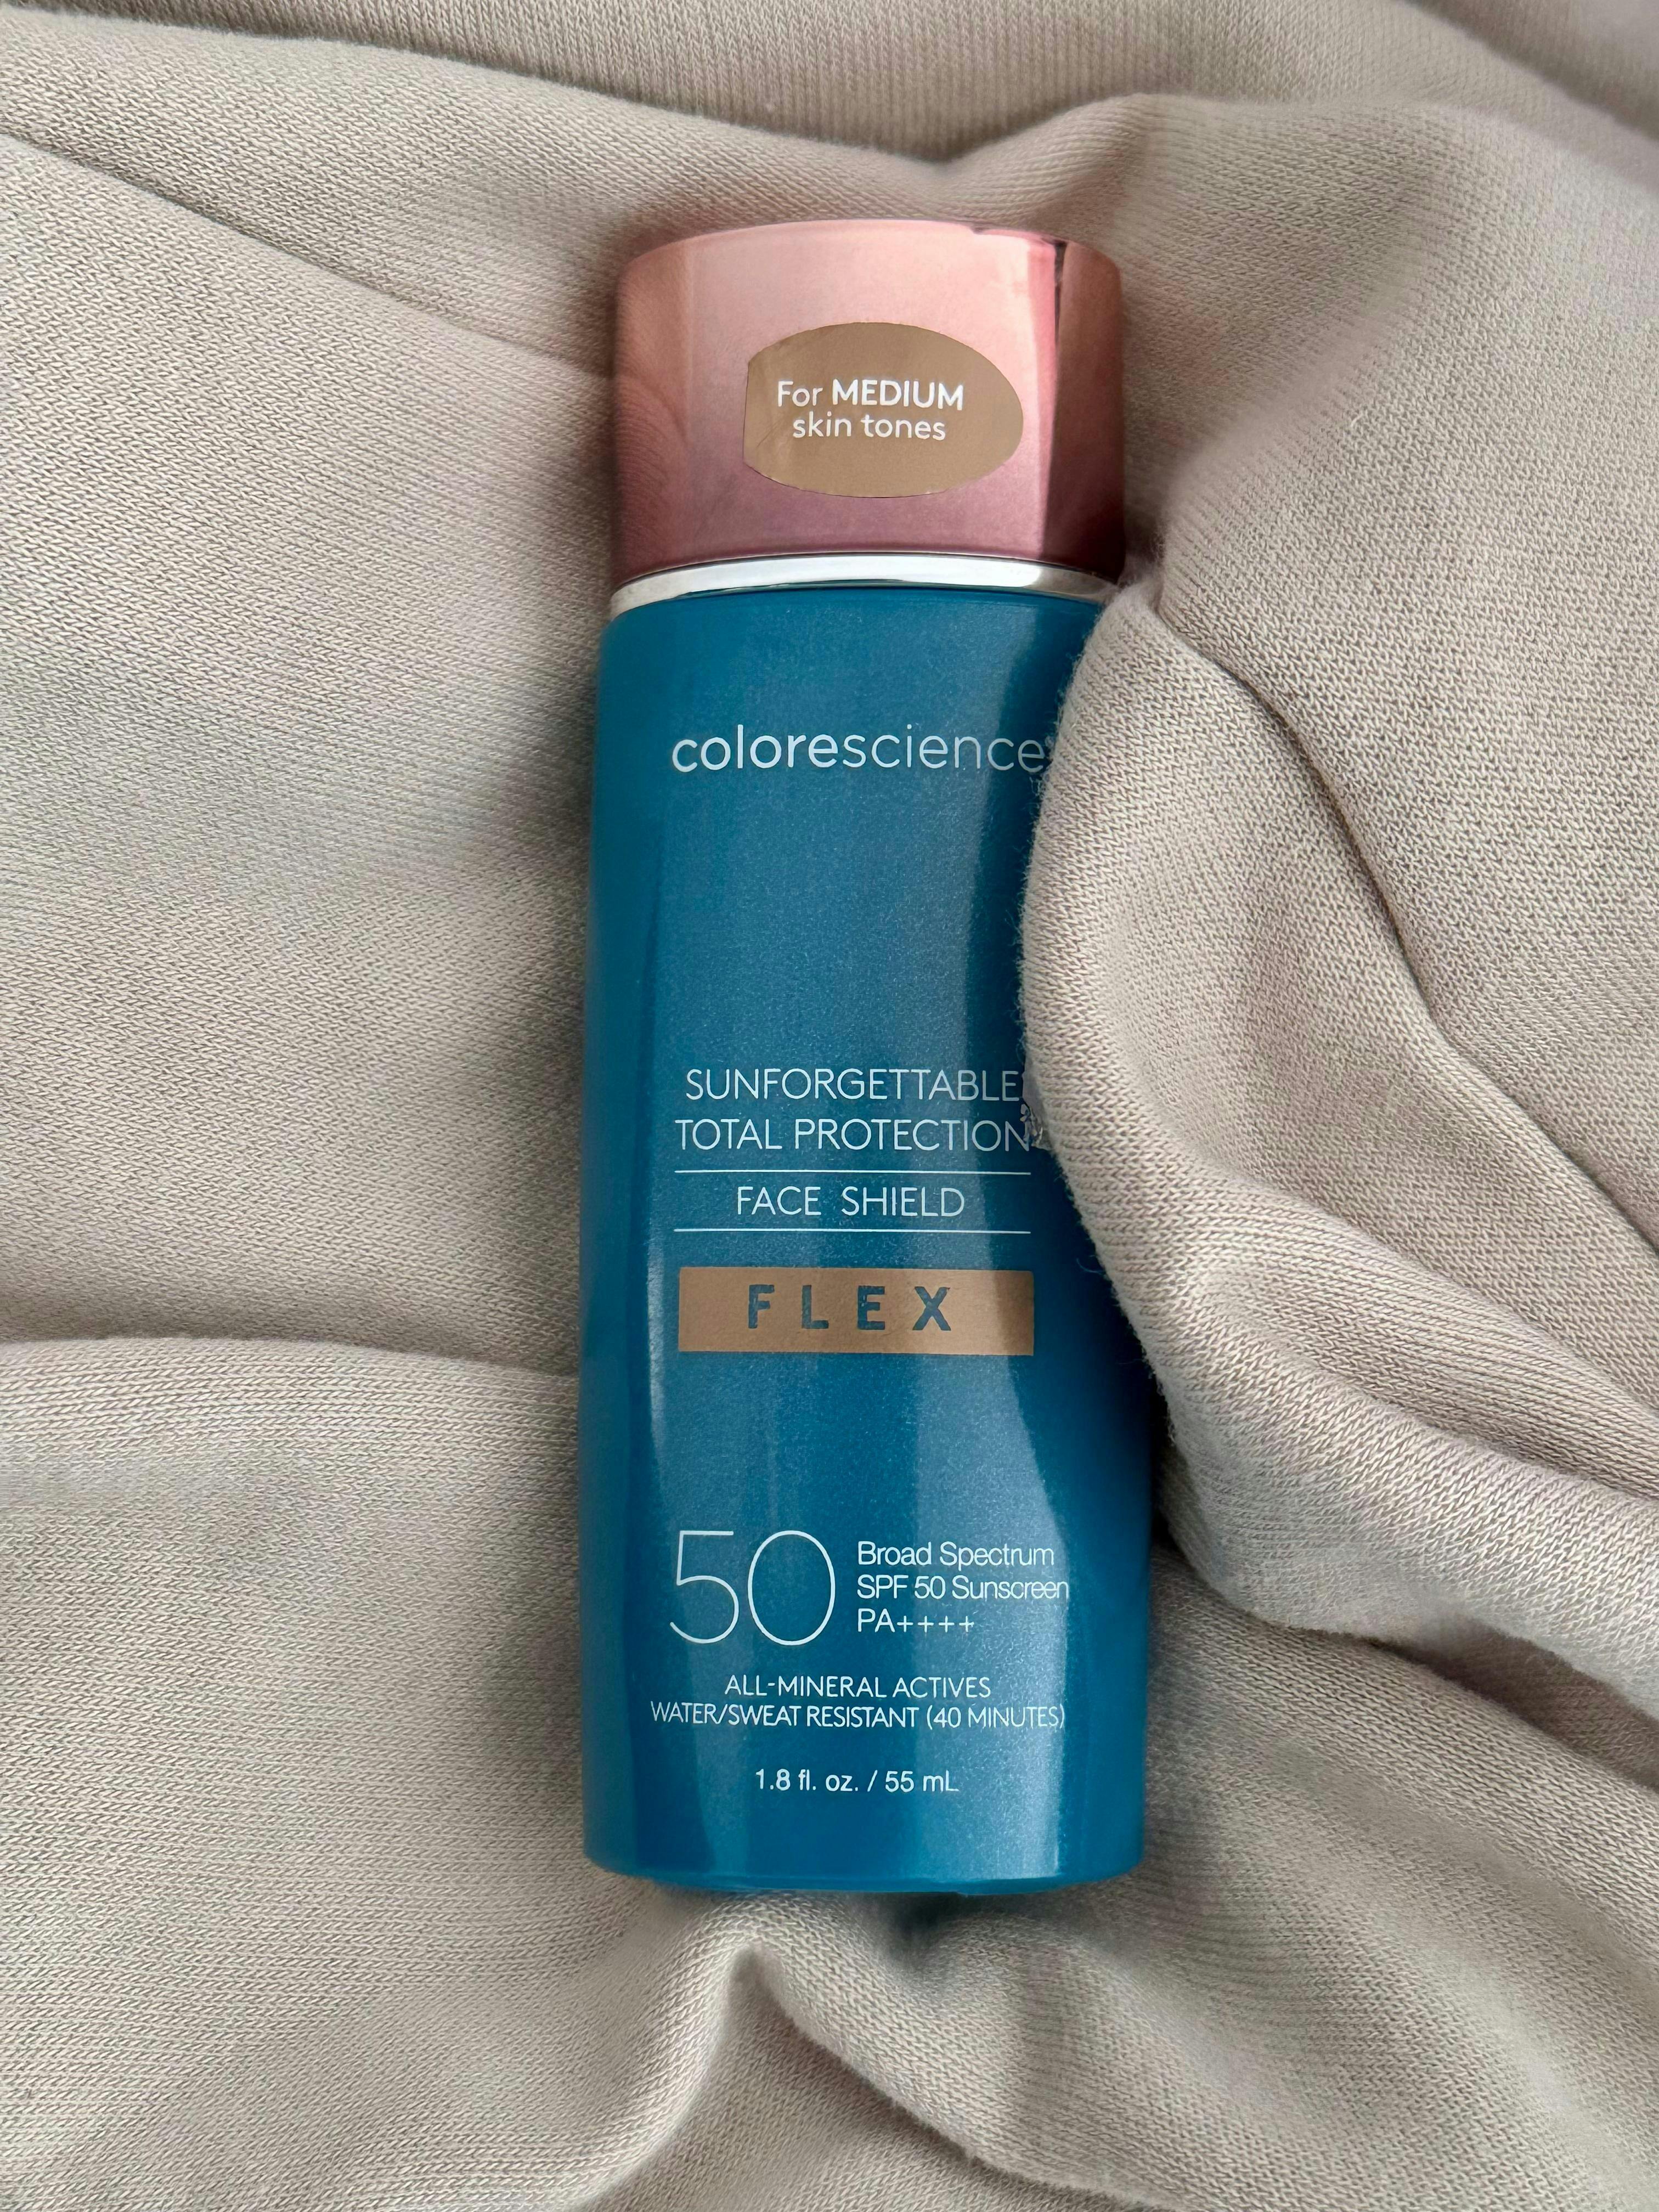 For MEDIUM
skin tones
colorescience
SUNFORGETTABLE
TOTAL PROTECTION
FACE SHIELD
FLEX
50
Broad Spectrum
SPF 50 Sunscreen
PA++++
ALL-MINERAL ACTIVES
WATER/SWEAT RESISTANT (40 MINUTES)
1.8 fl. oz. / 55 mL